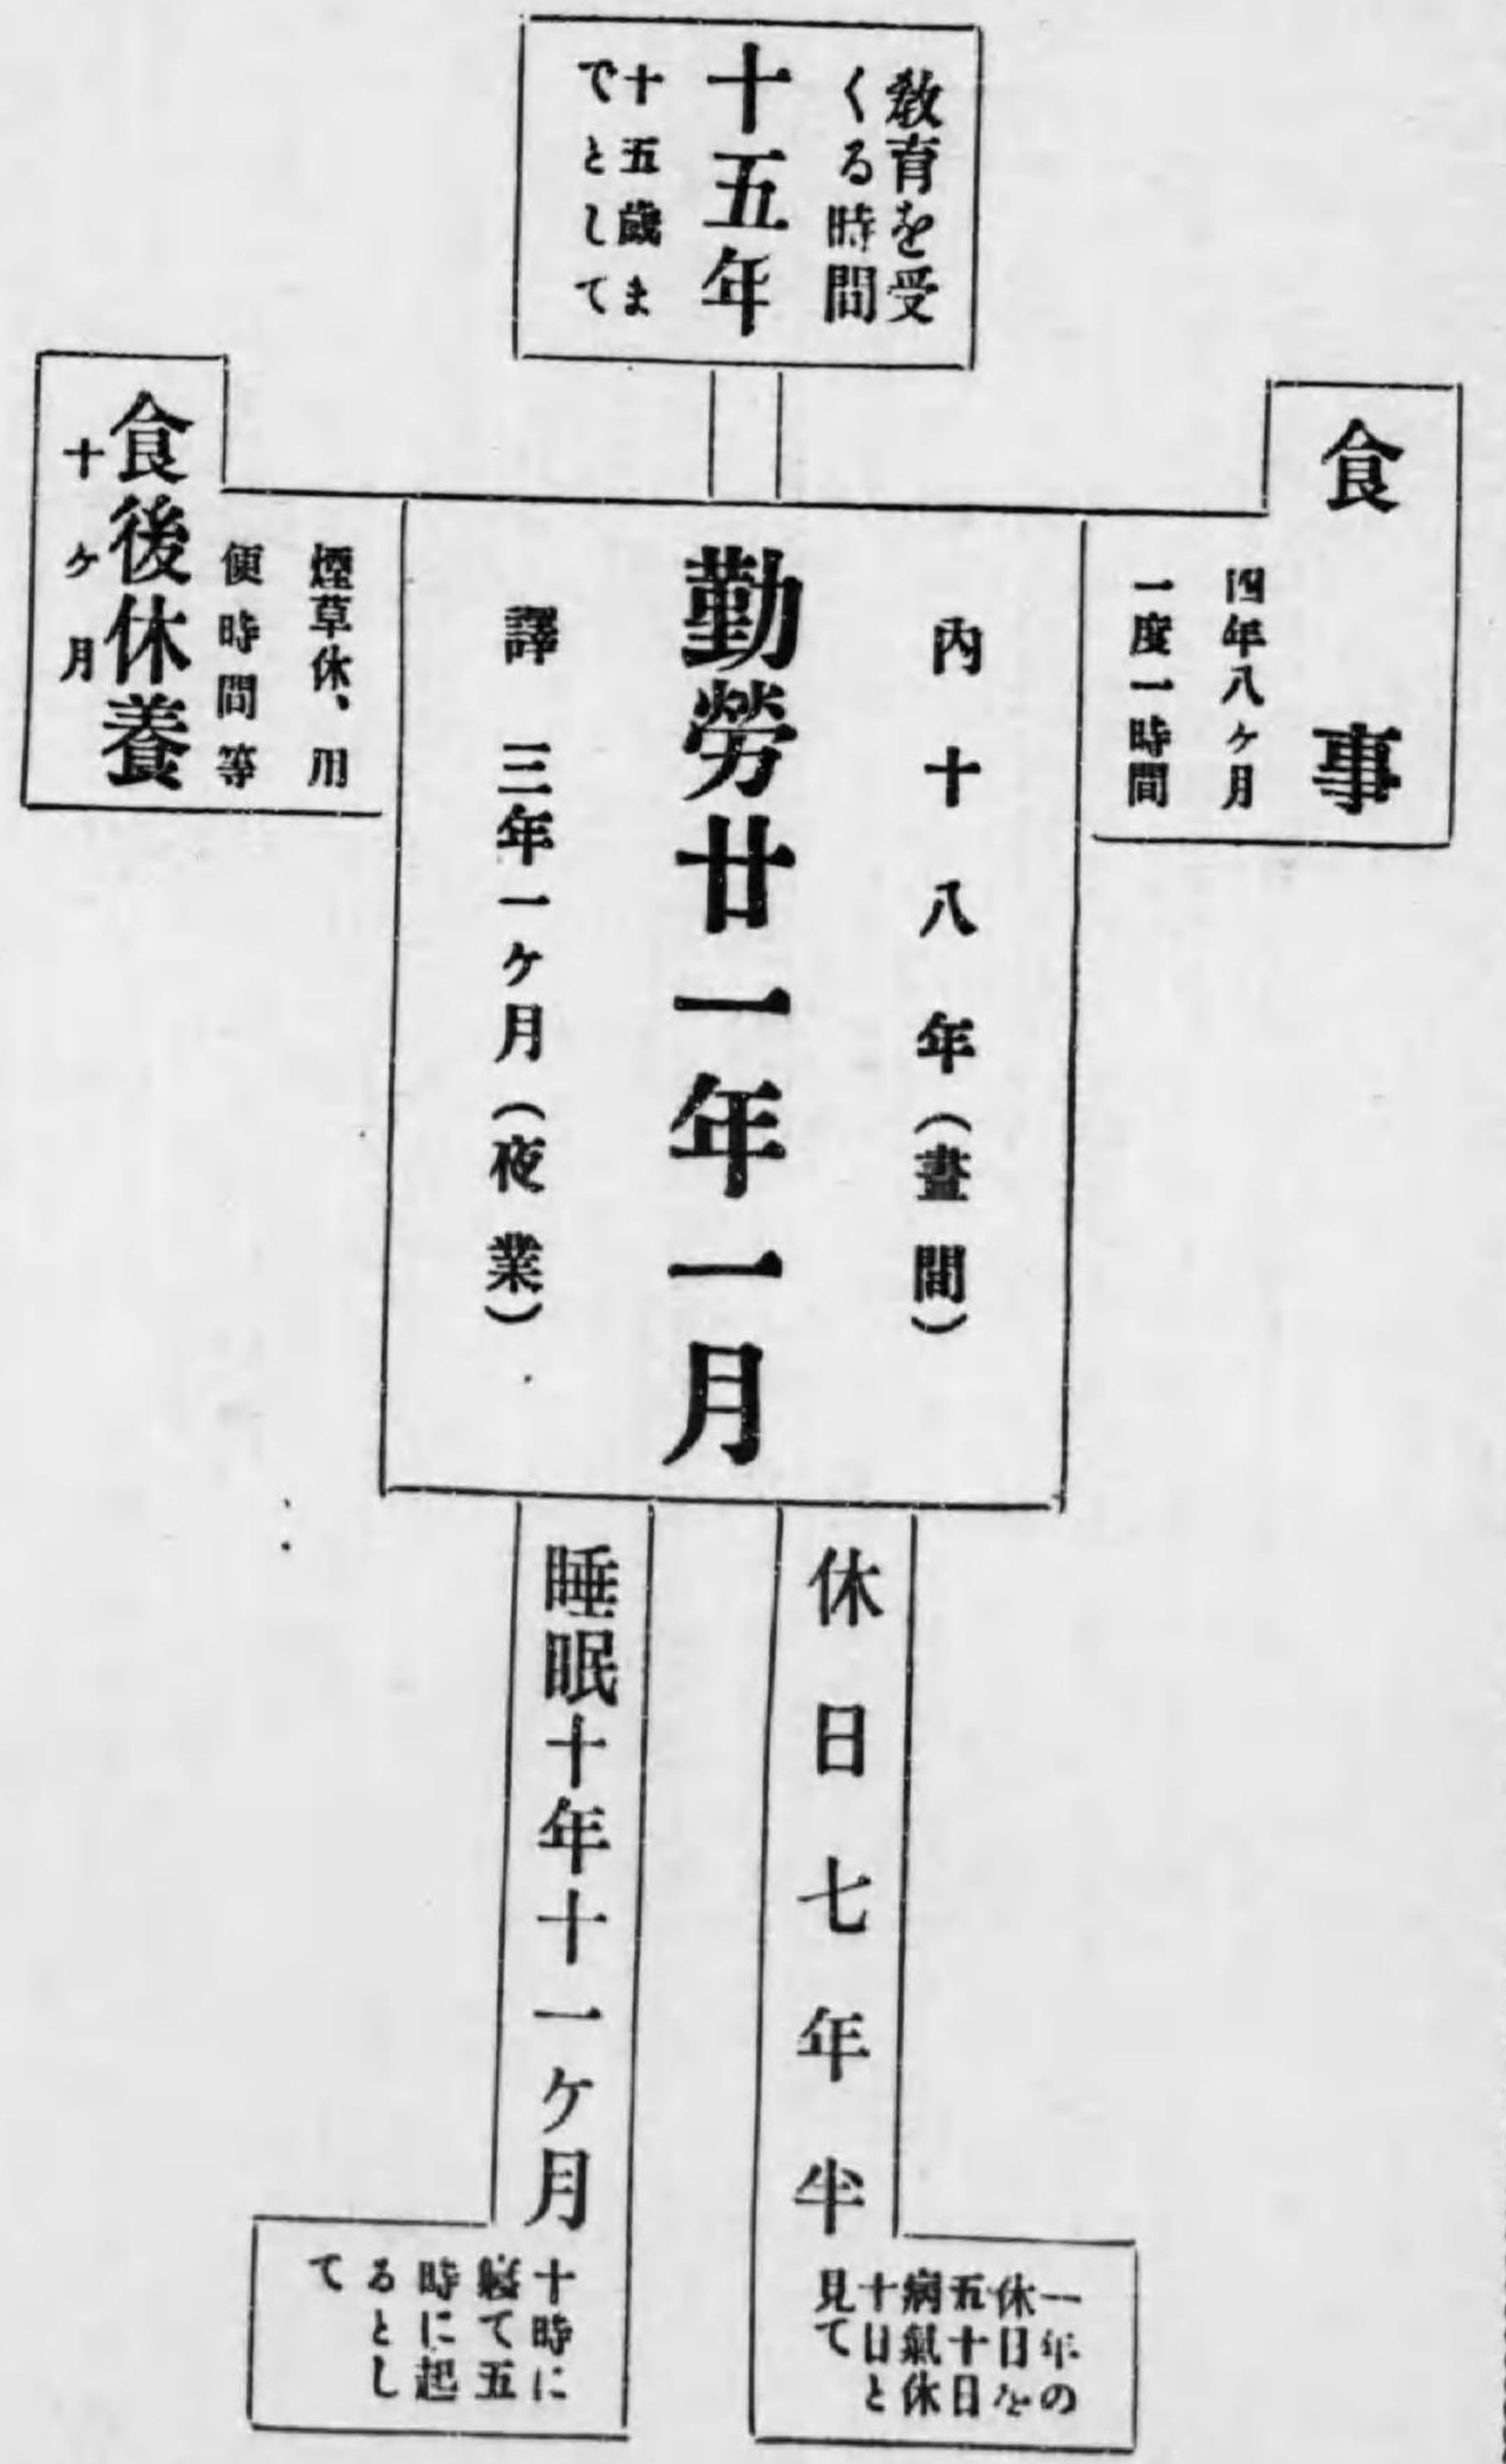 教育を受
くる時間
十五年
十五歳ま
でとして
食事
四年八ヶ月
一度一時間
內十八年(晝間)
勤勞廿一年一月
譯三年一ヶ月(夜業)
煙草休、用
便時間等
食後休養
十ヶ月
休日七年半
一年の
休日を
五十日
病氣休
十日と
見て
睡眠十年十一ケ月
十時に
寢て五
時に起
るとし
て